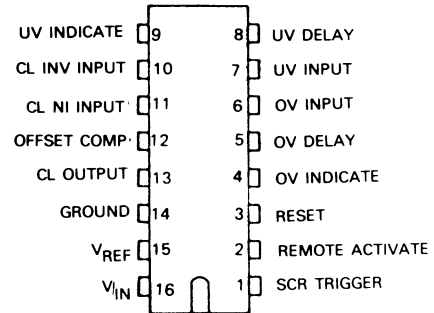 UV INDICATE 9 8 UV DELAY
CL INV INPUT 10 7 UV INPUT
CL NI INPUT 11 6 OV INPUT
OFFSET COMP. 12 5 OV DELAY
CL OUTPUT 13 4 OV INDICATE
GROUND 14 3 RESET
VREF 15 2 REMOTE ACTIVATE
V/IN 16 1 SCR TRIGGER